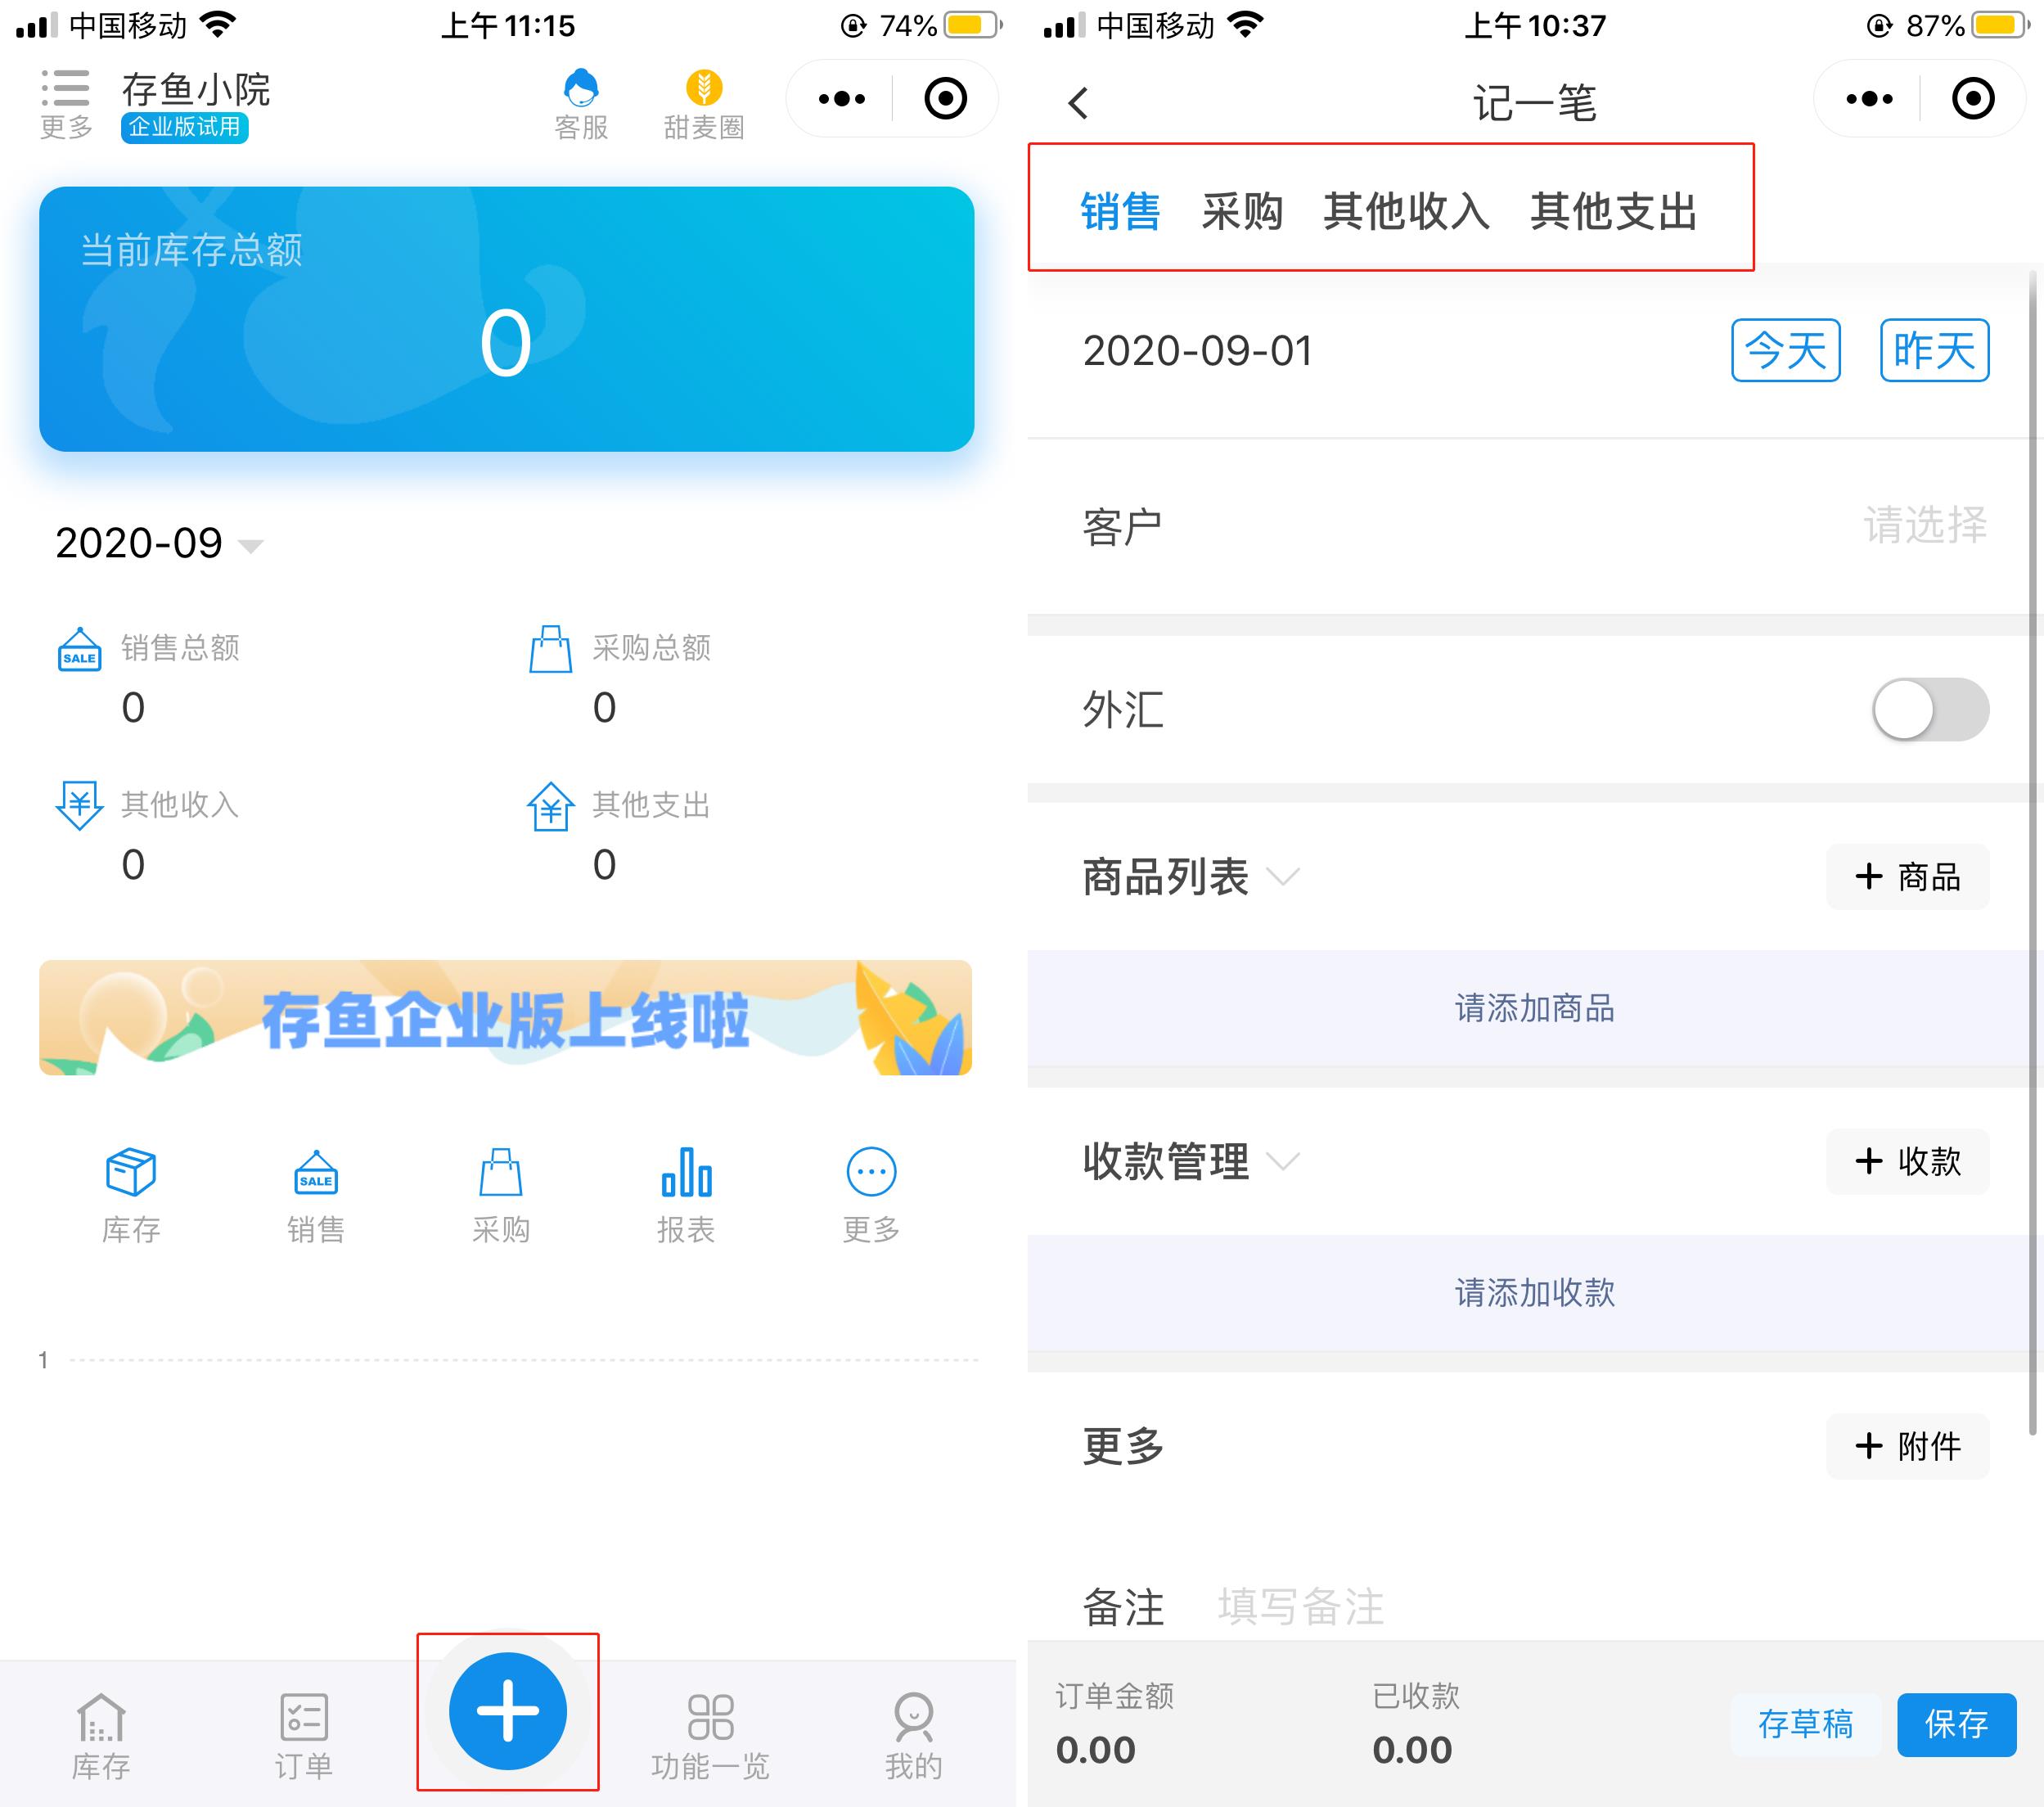 中国移动 上午11:15 74%
更多 存鱼小院
企业版试用
客服 甜麦圈
当前库存总额
0
2020-09
SALE 销售总额 采购总额
0 0
¥ 其他收入 ¥ 其他支出
0 0
存鱼企业版上线啦
SALE
库存 销售 采购 报表 更多
1
库存 订单 功能一览 我的
中国移动 上午10:37 87%
记一笔
销售 采购 其他收入 其他支出
2020-09-01 今天 昨天
客户 请选择
外汇
商品列表 + 商品
请添加商品
收款管理 + 收款
请添加收款
更多 + 附件
备注 填写备注
订单金额 已收款
0.00 0.00
存草稿 保存